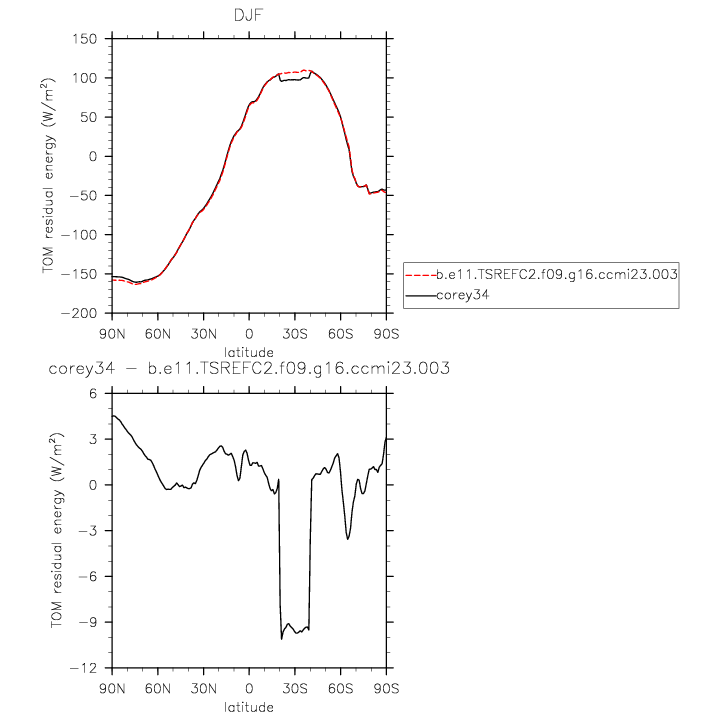 DJF
TOM residual energy (W/m²)
150
100
50
0
−50
−100
−150
−200
90N 60N 30N 0 30S 60S 90S
latitude
b.e11.TSREFC2.f09.g16.ccmi23.003
corey34
corey34 − b.e11.TSREFC2.f09.g16.ccmi23.003
TOM residual energy (W/m²)
6
3
0
−3
−6
−9
−12
90N 60N 30N 0 30S 60S 90S
latitude